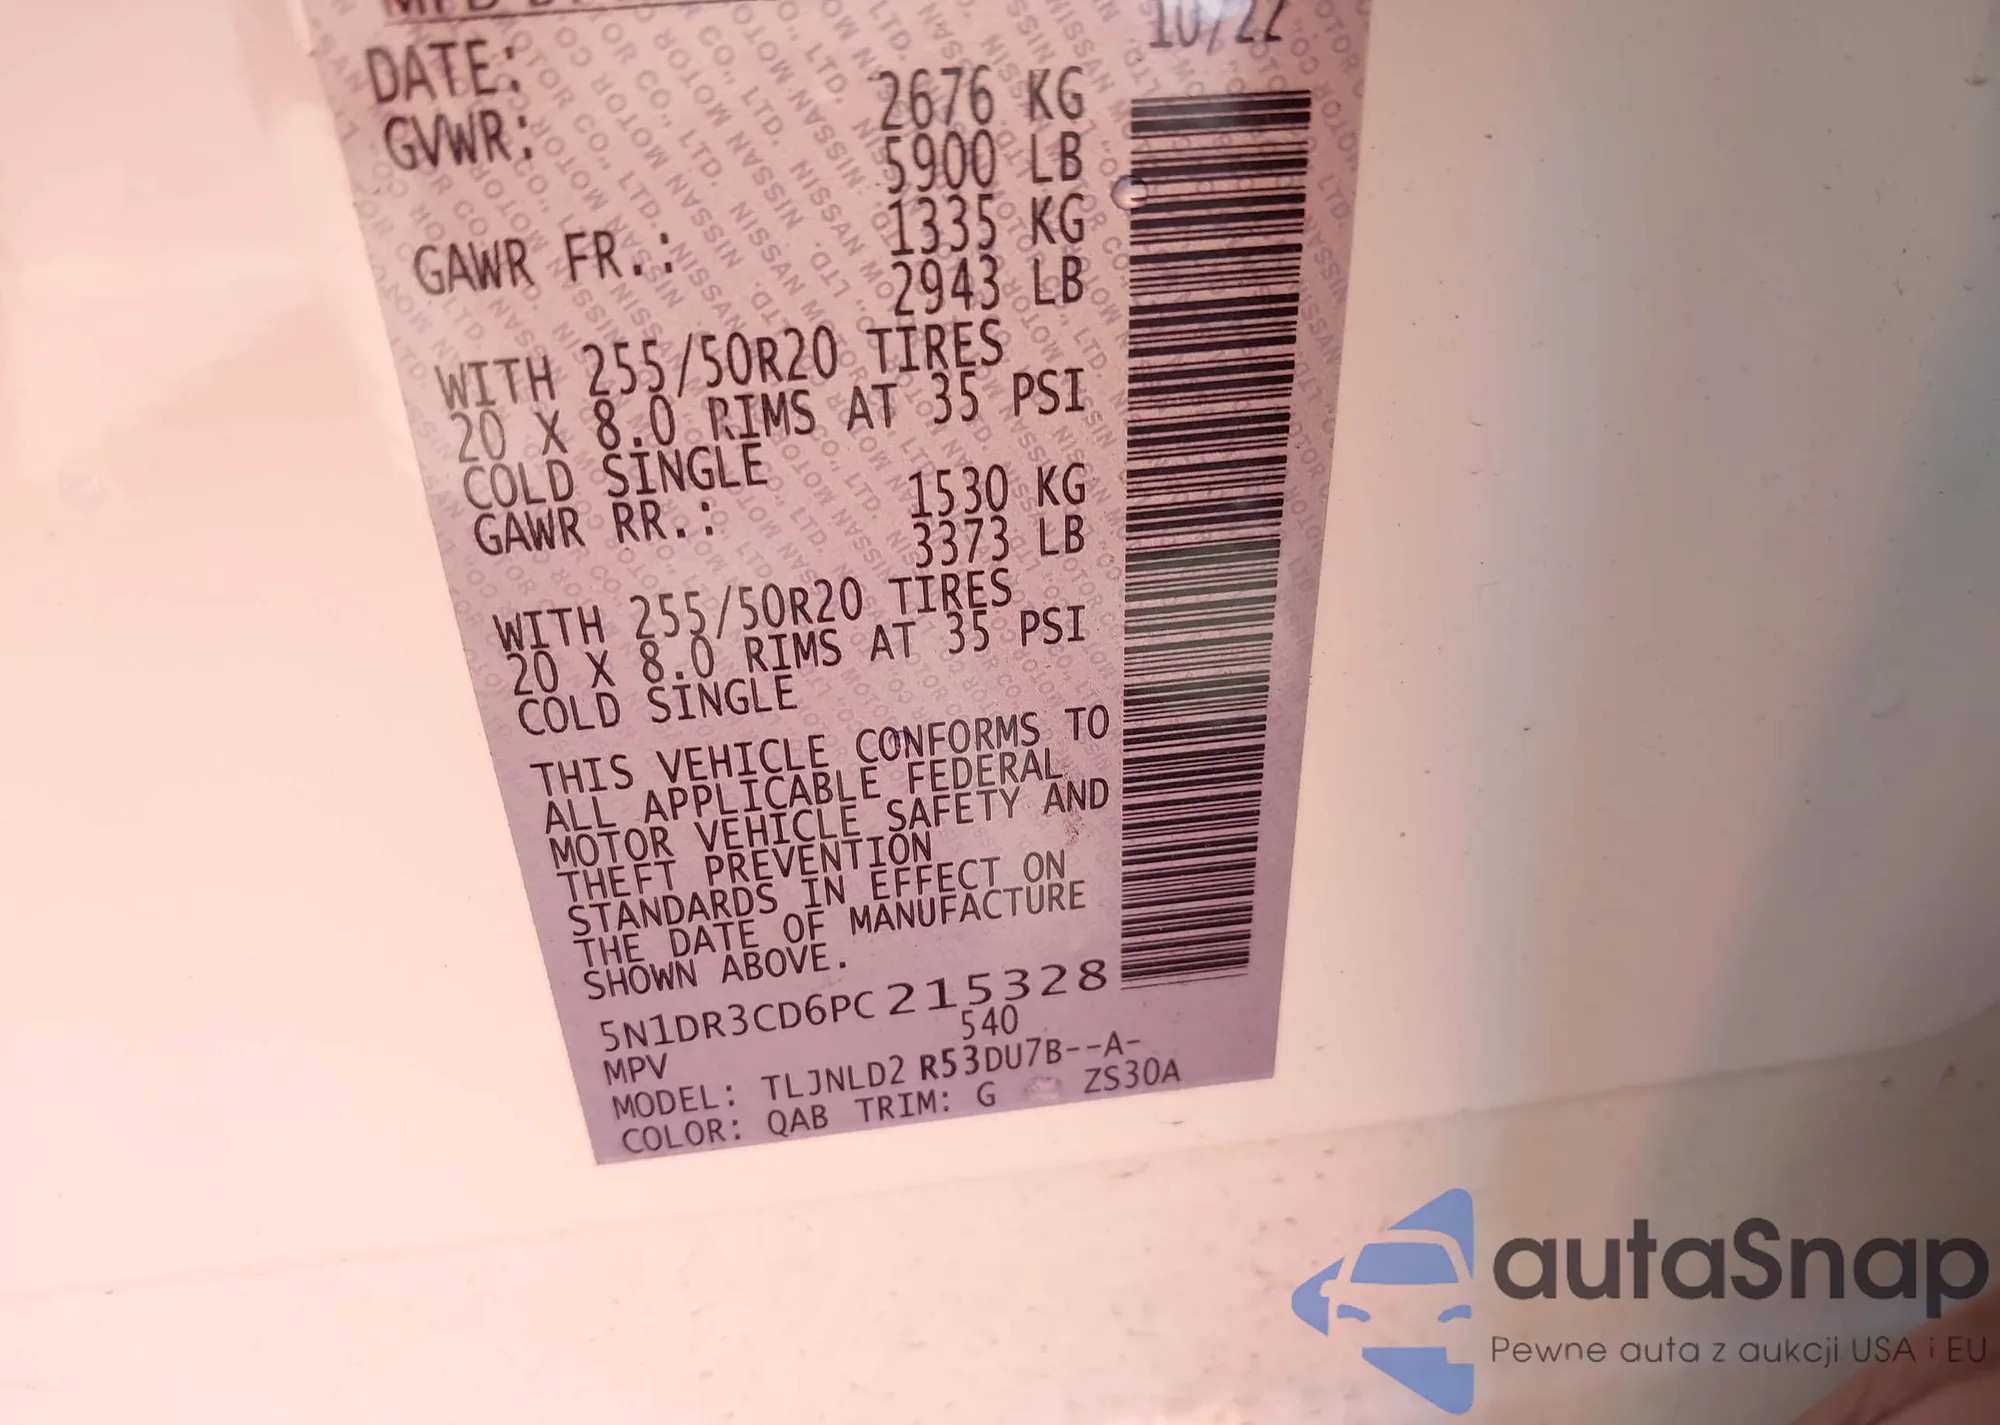 DATE: 10/22
GVWR: 2676 KG
5900 LB
GAWR FR.: 1335 KG
2943 LB
WITH 255/50R20 TIRES
20 X 8.0 RIMS AT 35 PSI
COLD SINGLE
GAWR RR.: 1530 KG
3373 LB
WITH 255/50R20 TIRES
20 X 8.0 RIMS AT 35 PSI
COLD SINGLE
THIS VEHICLE CONFORMS TO
ALL APPLICABLE FEDERAL
MOTOR VEHICLE SAFETY AND
THEFT PREVENTION
STANDARDS IN EFFECT ON
THE DATE OF MANUFACTURE
SHOWN ABOVE.
5N1DR3CD6PC215328
MPV 540
MODEL: TLJNLD2 R53DU7B--A-
COLOR: QAB TRIM: G ZS30A
autaSnap
Pewne auta z aukcji USA i EU